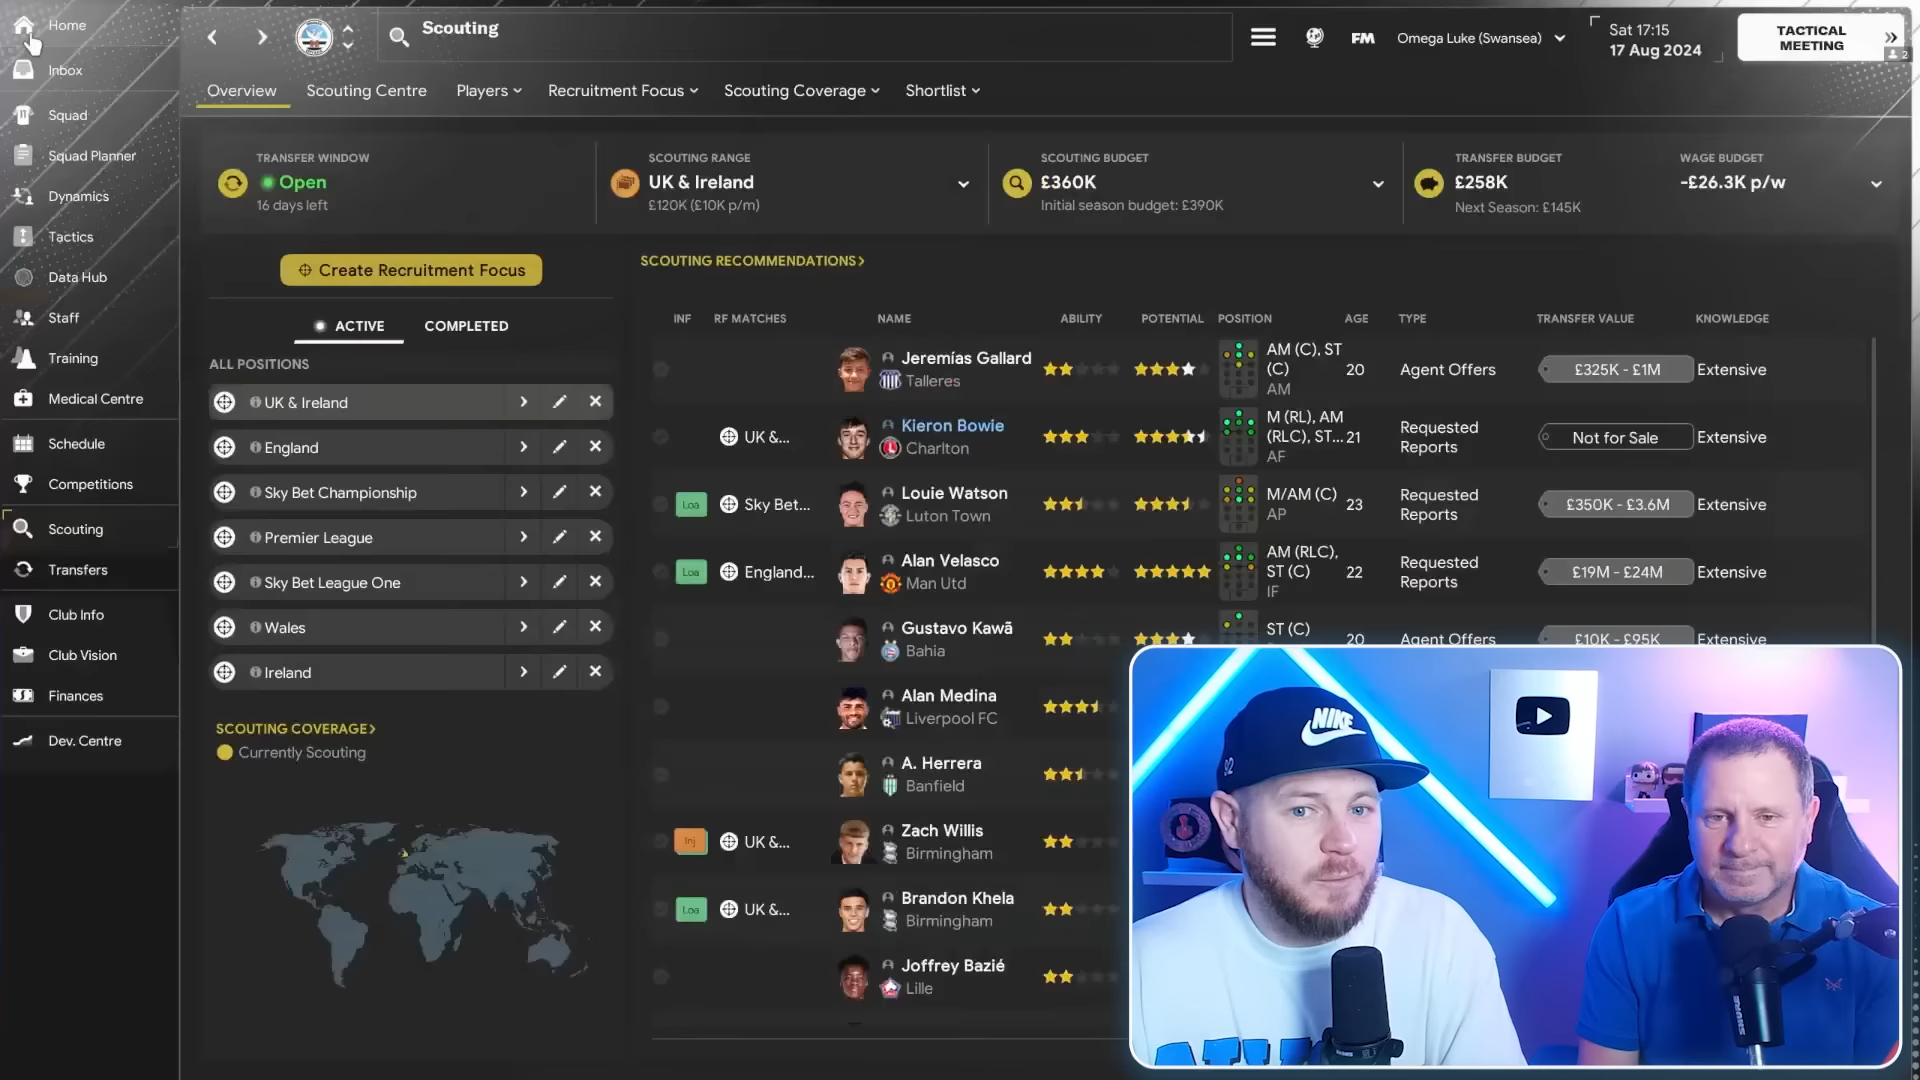 Home
Inbox
Squad
Squad Planner
Dynamics
Tactics
Data Hub
Staff
Training
Medical Centre
Schedule
Competitions
Scouting
Transfers
Club Info
Club Vision
Finances
Dev. Centre
Scouting
FM
Omega Luke (Swansea)
Sat 17:15
17 Aug 2024
TACTICAL
MEETING
2
Overview
Scouting Centre
Players
Recruitment Focus
Scouting Coverage
Shortlist
TRANSFER WINDOW
Open
16 days left
SCOUTING RANGE
UK & Ireland
£120K (£10K p/m)
SCOUTING BUDGET
£360K
Initial season budget: £390K
TRANSFER BUDGET
£258K
Next Season: £145K
WAGE BUDGET
-£26.3K p/w
Create Recruitment Focus
ACTIVE
COMPLETED
ALL POSITIONS
UK & Ireland
England
Sky Bet Championship
Premier League
Sky Bet League One
Wales
Ireland
SCOUTING COVERAGE>
Currently Scouting
SCOUTING RECOMMENDATIONS>
INF RF MATCHES NAME ABILITY POTENTIAL POSITION AGE TYPE TRANSFER VALUE KNOWLEDGE
Jeremías Gallard
Talleres
AM (C), ST
(C)
AM
20
Agent Offers
£325K - £1M
Extensive
UK &...
Kieron Bowie
Charlton
M (RL), AM
(RLC), ST...
AF
21
Requested
Reports
Not for Sale
Extensive
Loa
Sky Bet...
Louie Watson
Luton Town
M/AM (C)
AP
23
Requested
Reports
£350K - £3.6M
Extensive
Loa
England...
Alan Velasco
Man Utd
AM (RLC),
ST (C)
IF
22
Requested
Reports
£19M - £24M
Extensive
Gustavo Kawã
Bahia
ST (C)
20
Agent Offers
£10K - £95K
Extensive
Alan Medina
Liverpool FC
A. Herrera
Banfield
Inj
UK &...
Zach Willis
Birmingham
Loa
UK &...
Brandon Khela
Birmingham
Joffrey Bazié
Lille
NIKE
SHURE